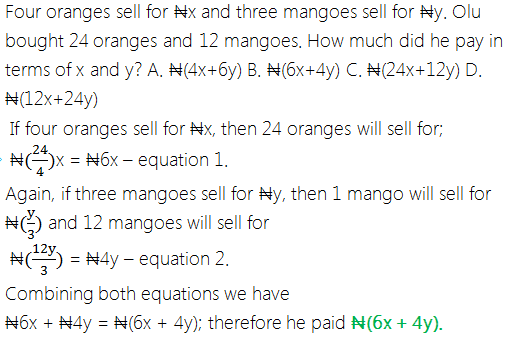 Four oranges sell for ₦x and three mangoes sell for ₦y. Olu
bought 24 oranges and 12 mangoes. How much did he pay in
terms of x and y? A. ₦(4x+6y) B. ₦(6x+4y) C. ₦(24x+12y) D.
₦(12x+24y)
If four oranges sell for ₦x, then 24 oranges will sell for;
₦(24/4)x = ₦6x – equation 1.
Again, if three mangoes sell for ₦y, then 1 mango will sell for
₦(y/3) and 12 mangoes will sell for
₦(12y/3) = ₦4y – equation 2.
Combining both equations we have
₦6x + ₦4y = ₦(6x + 4y); therefore he paid ₦(6x + 4y).